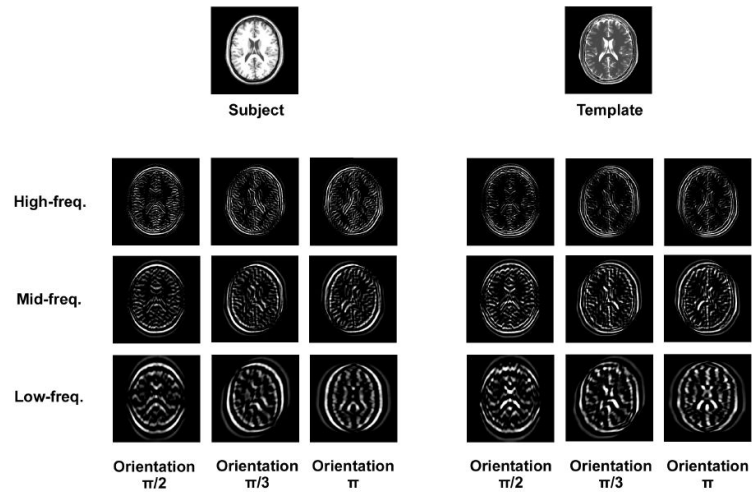 Subject
Template
High-freq.
Mid-freq.
Low-freq.
Orientation Orientation Orientation Orientation Orientation Orientation
π/2 π/3 π π/2 π/3 π